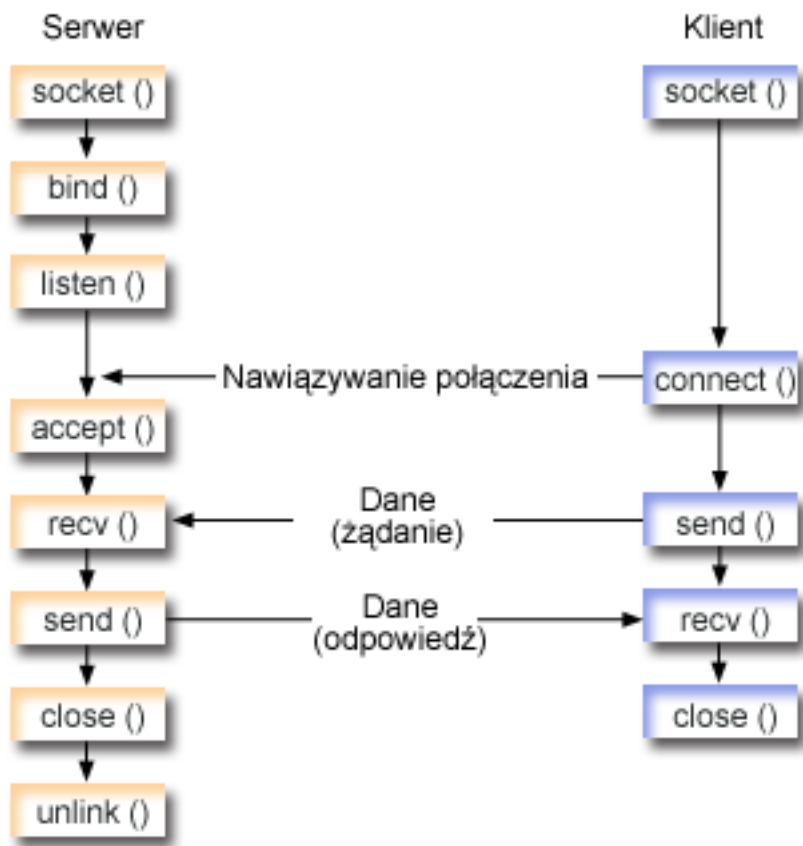 Serwer
Klient
socket ()
socket ()
bind ()
listen ()
Nawiązywanie połączenia
connect ()
accept ()
Dane
(żądanie)
recv ()
send ()
Dane
(odpowiedź)
send ()
recv ()
close ()
close ()
unlink ()